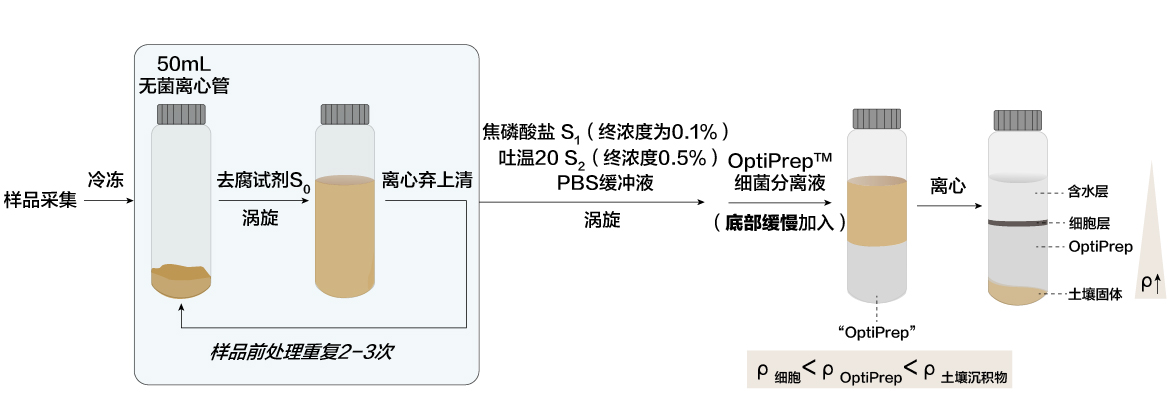 样品采集
冷冻
50mL
无菌离心管
去腐试剂S0
涡旋
离心弃上清
样品前处理重复2-3次
焦磷酸盐 S1（终浓度为0.1%）
吐温20 S2（终浓度0.5%）
PBS缓冲液
涡旋
OptiPrep™
细菌分离液
（底部缓慢加入）
“OptiPrep”
离心
含水层
细胞层
OptiPrep
土壤固体
ρ↑
ρ 细胞<ρ OptiPrep<ρ 土壤沉积物